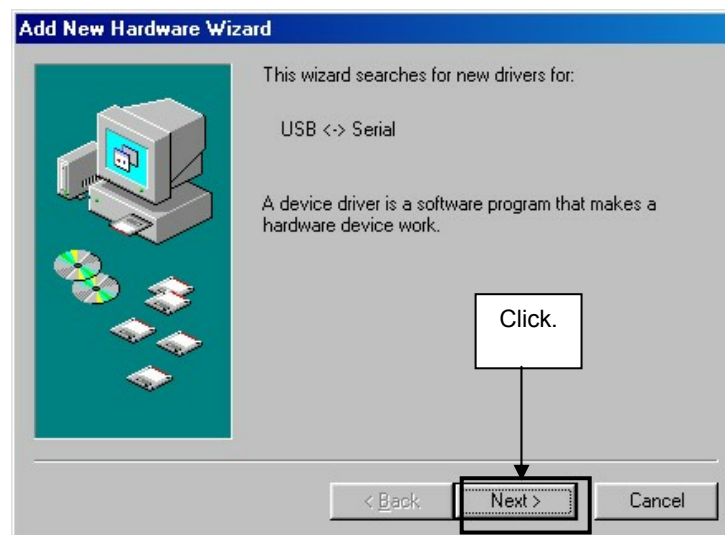 Add New Hardware Wizard
This wizard searches for new drivers for:
USB <-> Serial
A device driver is a software program that makes a
hardware device work.
Click.
< Back
Next >
Cancel